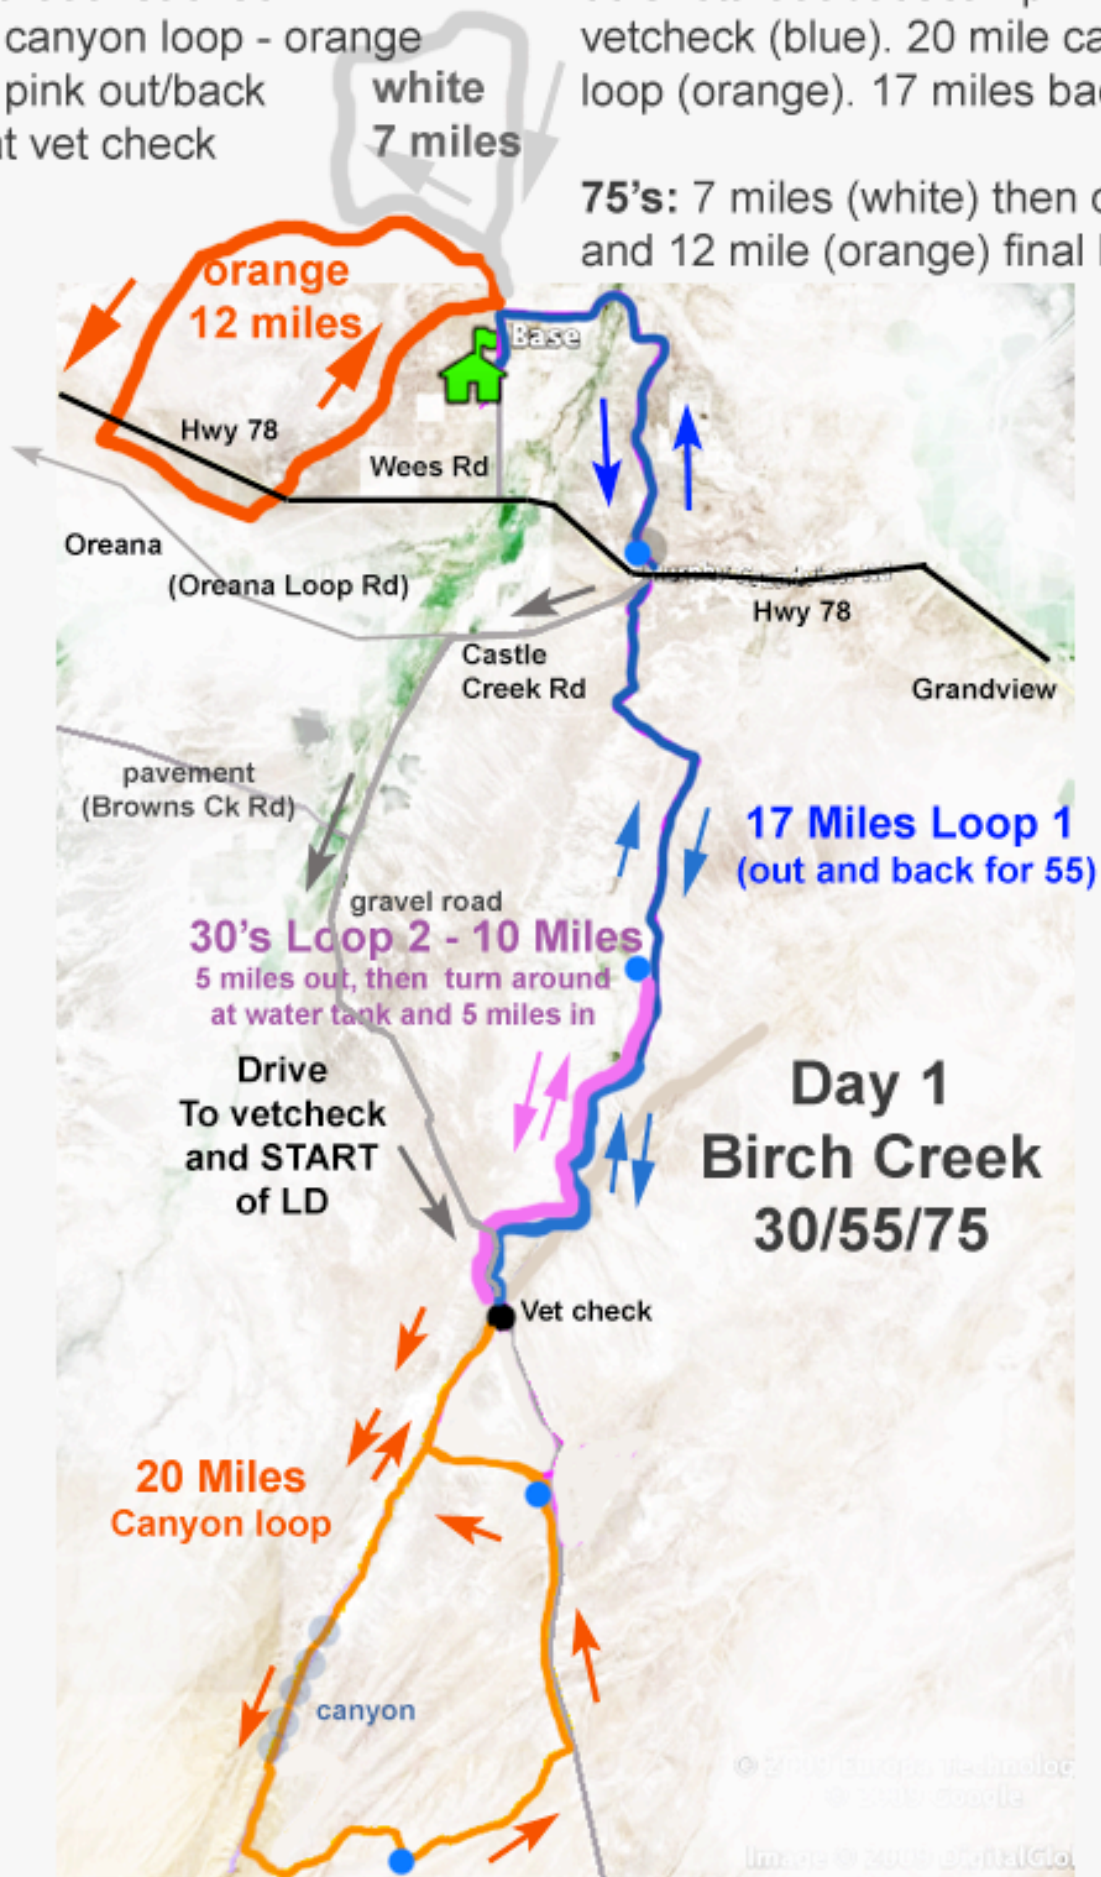 canyon loop - orange
pink out/back
vet check
vetcheck (blue). 20 mile
loop (orange). 17 miles
75's: 7 miles (white) then
and 12 mile (orange) final
white
7 miles
orange
12 miles
Base
Hwy 78
Wees Rd
Oreana
(Oreana Loop Rd)
Hwy 78
Castle
Creek Rd
Grandview
pavement
(Browns Ck Rd)
17 Miles Loop 1
(out and back for 55)
gravel road
30's Loop 2 - 10 Miles
5 miles out, then turn around
at water tank and 5 miles in
Drive
To vetcheck
and START
of LD
Day 1
Birch Creek
30/55/75
Vet check
20 Miles
Canyon loop
canyon
© Google
Image ©